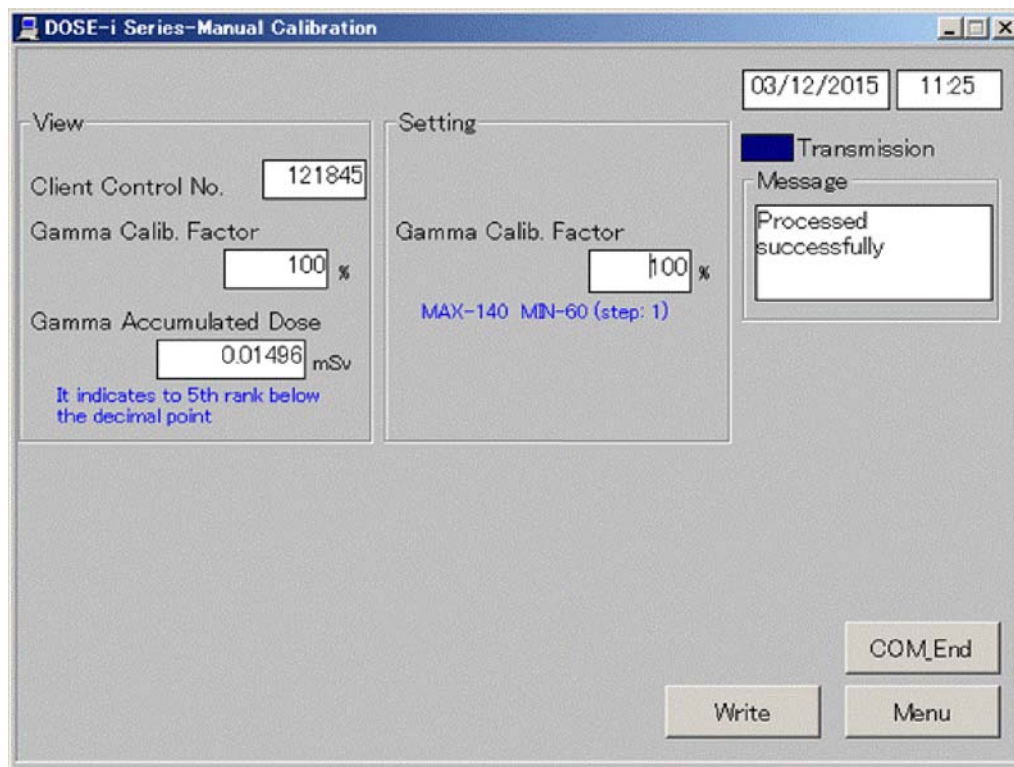 DOSE-i Series-Manual Calibration
03/12/2015 11:25
View
Client Control No. 121845
Gamma Calib. Factor
100 %
Gamma Accumulated Dose
0.01496 mSv
It indicates to 5th rank below
the decimal point
Setting
Gamma Calib. Factor
100 %
MAX-140 MIN-60 (step: 1)
Transmission
Message
Processed
successfully
COM_End
Write
Menu